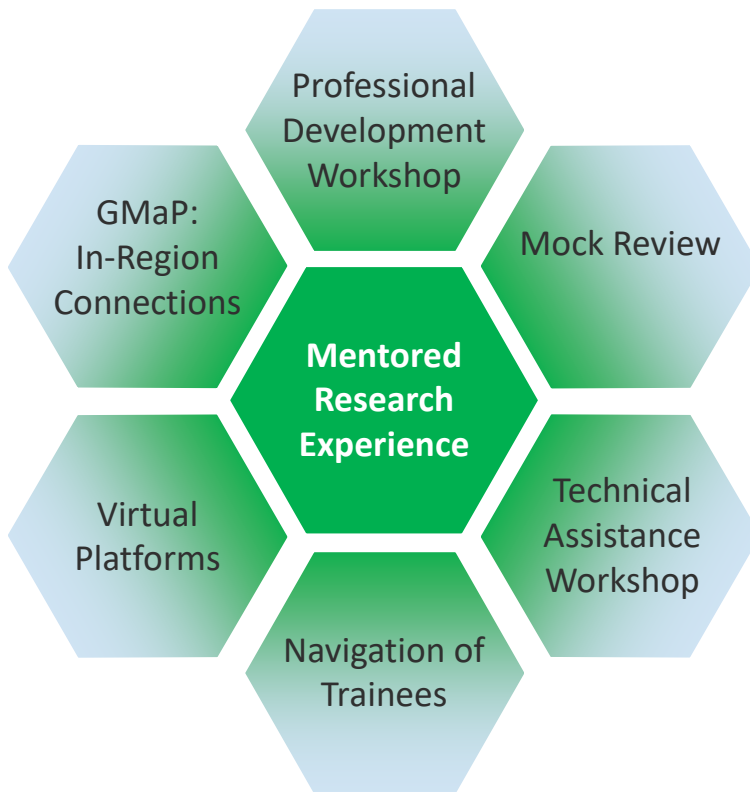 Professional
Development
Workshop
GMaP:
In-Region
Connections
Mock Review
Mentored
Research
Experience
Virtual
Platforms
Technical
Assistance
Workshop
Navigation of
Trainees